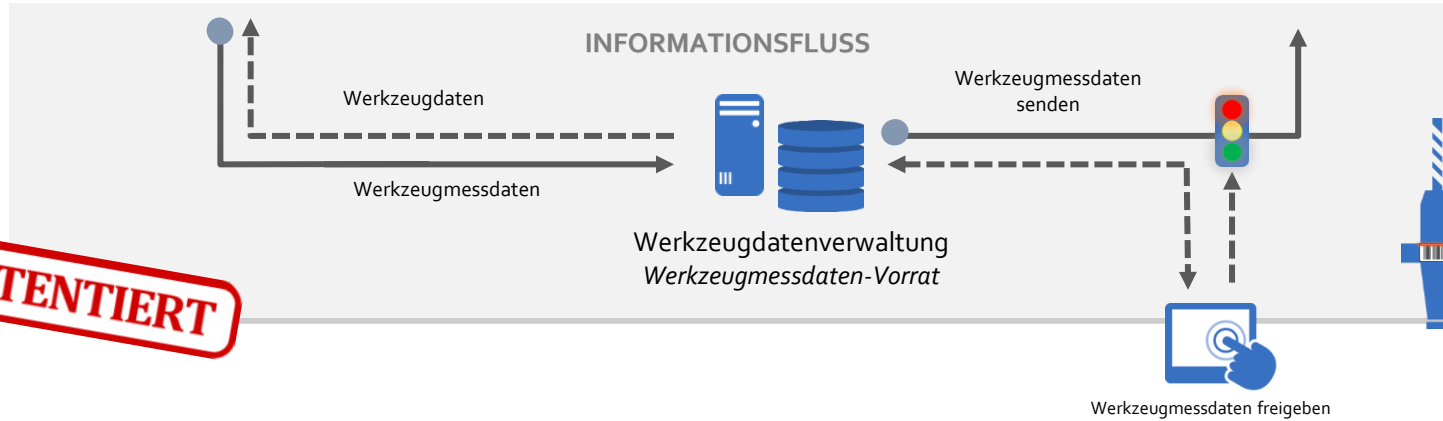 INFORMATIONSFLUSS
Werkzeugdaten
Werkzeugmessdaten
Werkzeugmessdaten
senden
Werkzeugdatenverwaltung
Werkzeugmessdaten-Vorrat
TENTIERT
Werkzeugmessdaten freigeben